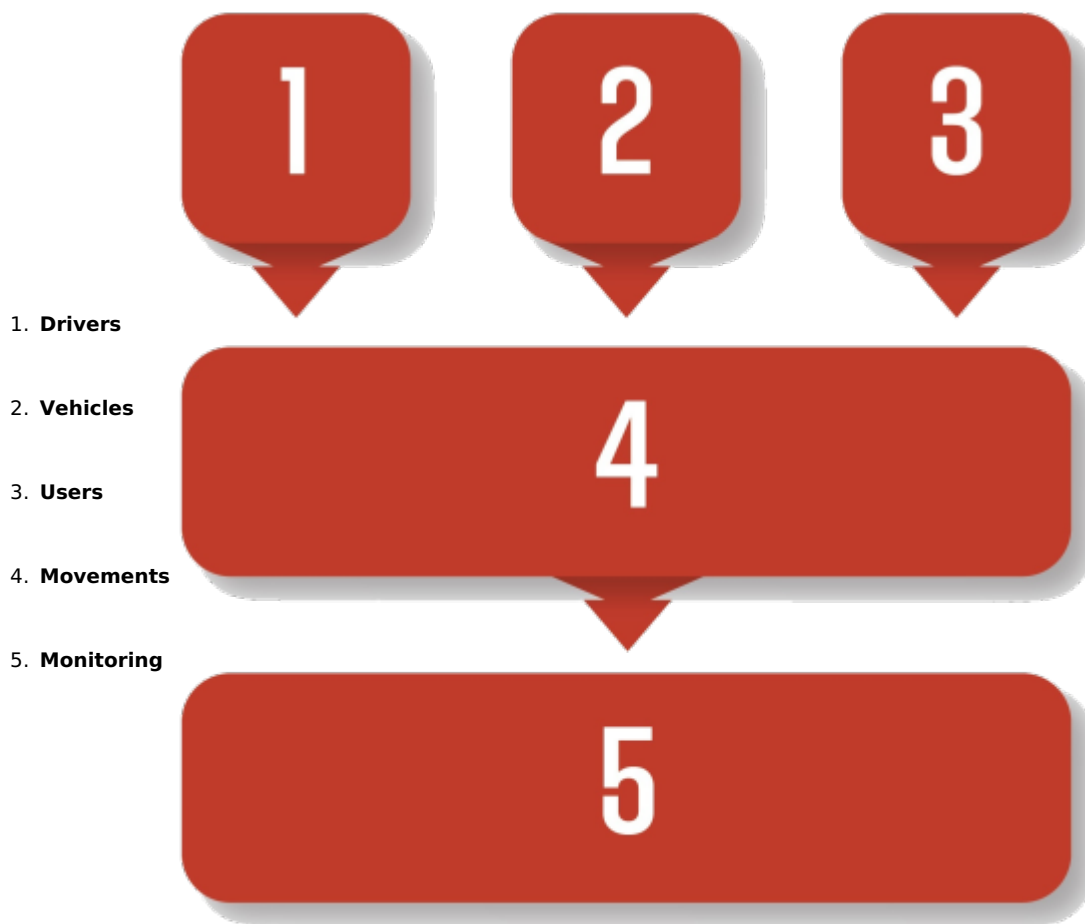 1 2 3
1. Drivers
2. Vehicles
4
3. Users
4. Movements
5. Monitoring
5